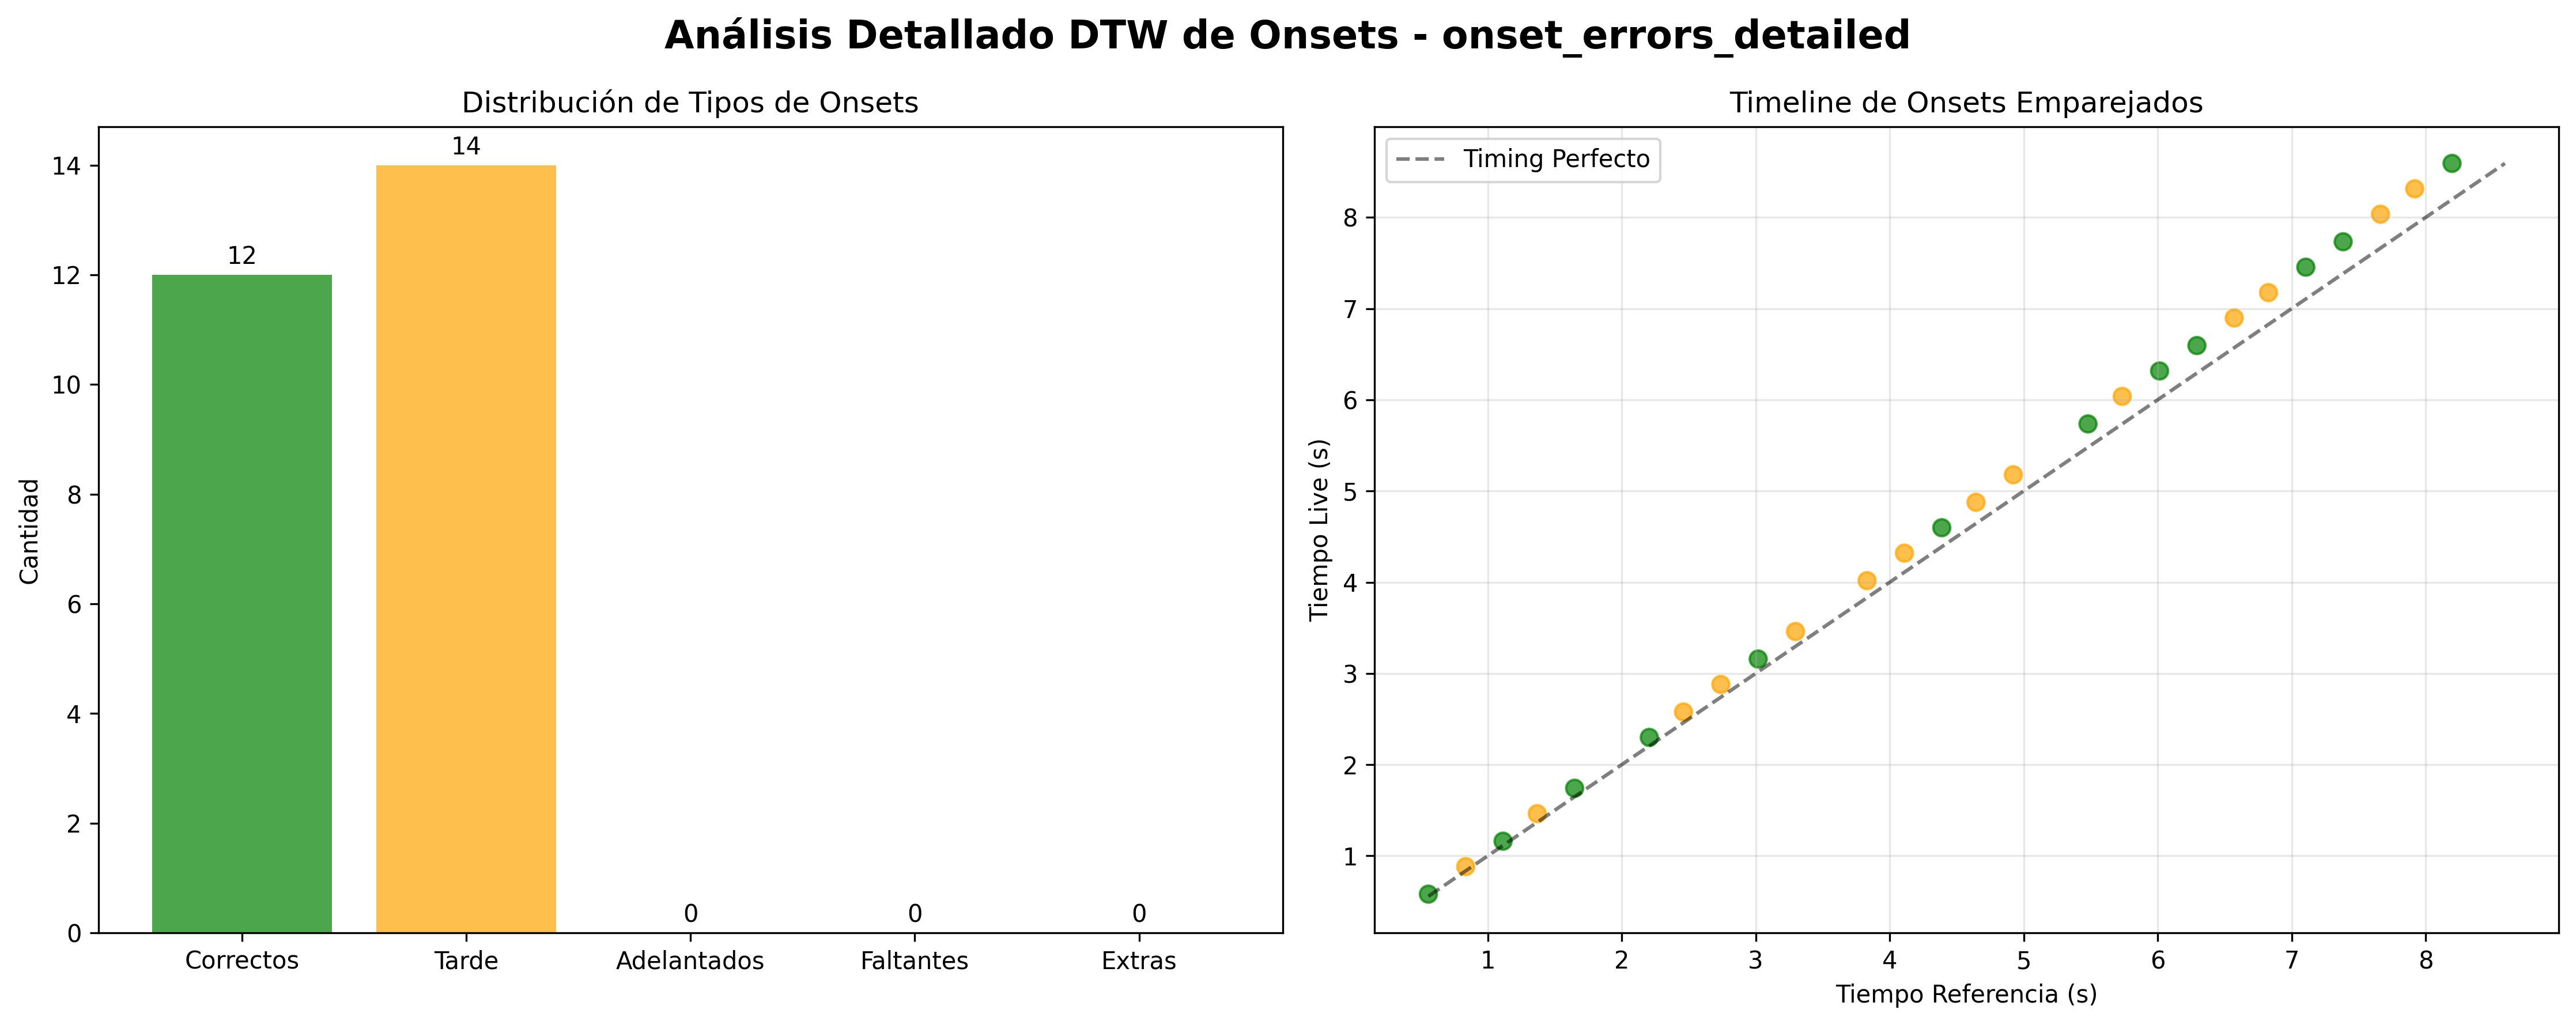 Análisis Detallado DTW de Onsets - onset_errors_detailed
Distribución de Tipos de Onsets
Cantidad
14
12
10
8
6
4
2
0
12
14
0
0
0
Correctos
Tarde
Adelantados
Faltantes
Extras
Timeline de Onsets Emparejados
Timing Perfecto
Tiempo Live (s)
8
7
6
5
4
3
2
1
1
2
3
4
5
6
7
8
Tiempo Referencia (s)